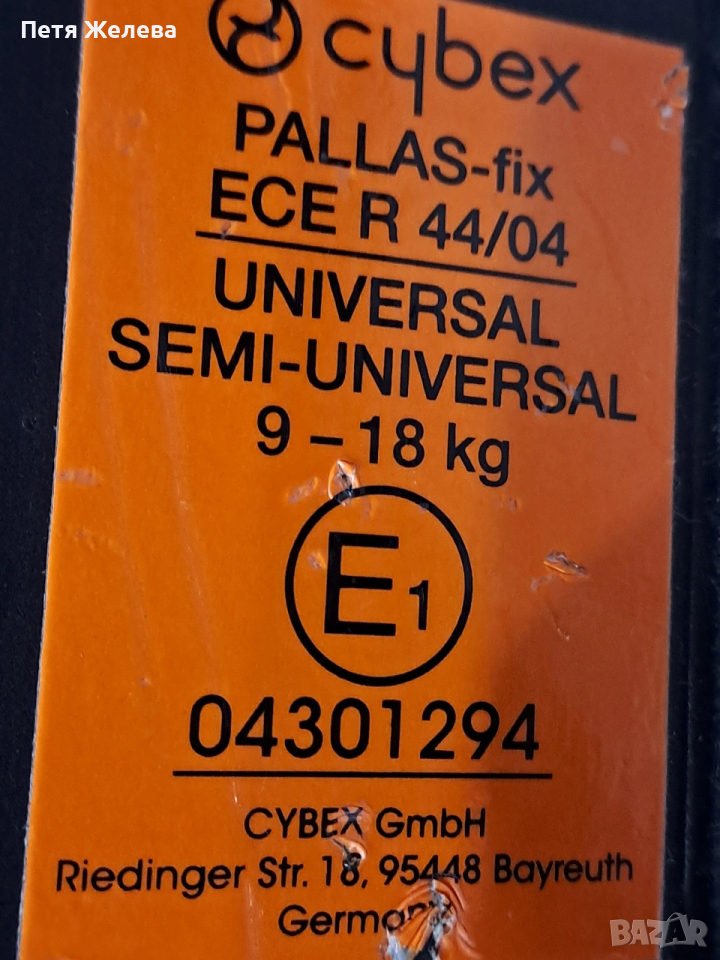 Петя Желева
cybex
PALLAS-fix
ECE R 44/04
UNIVERSAL
SEMI-UNIVERSAL
9 – 18 kg
E1
04301294
CYBEX GmbH
Riedinger Str. 18, 95448 Bayreuth
Germany
BAZAR